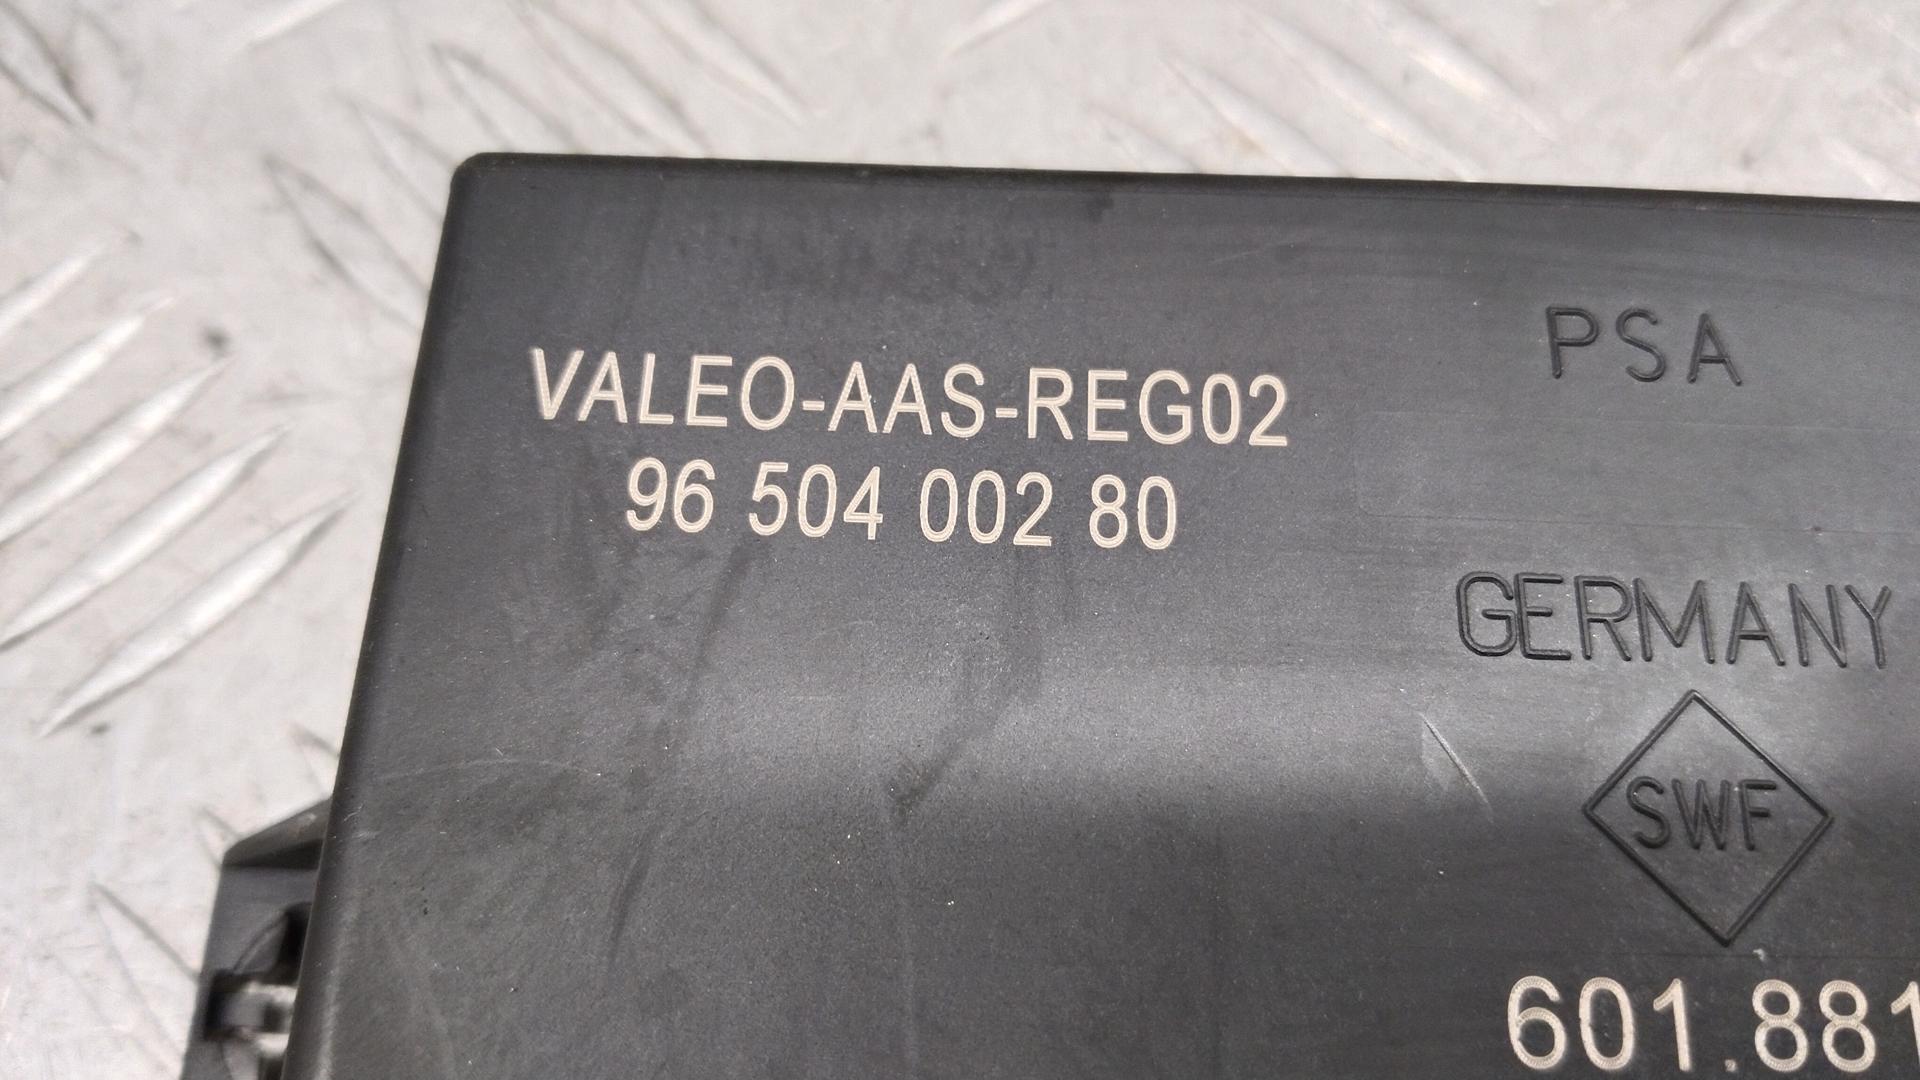 VALEO-AAS-REG02
96 504 002 80
PSA
GERMANY
SWF
601.881